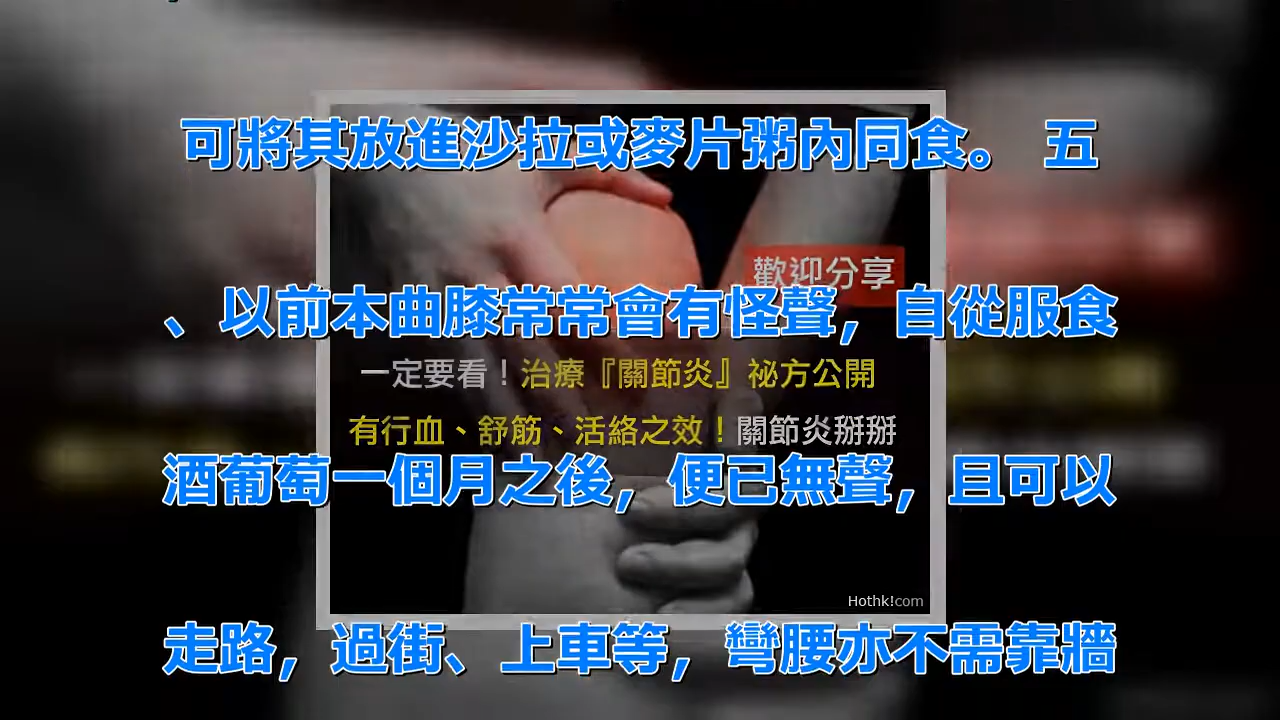 可將其放進沙拉或麥片粥內同食。 五
歡迎分享
、以前本曲膝常常會有怪聲，自從服食
一定要看！治療『關節炎』祕方公開
有行血、舒筋、活絡之效！關節炎掰掰
酒葡萄一個月之後，便已無聲，且可以
Hothk!com
走路，過街、上車等，彎腰亦不需靠牆